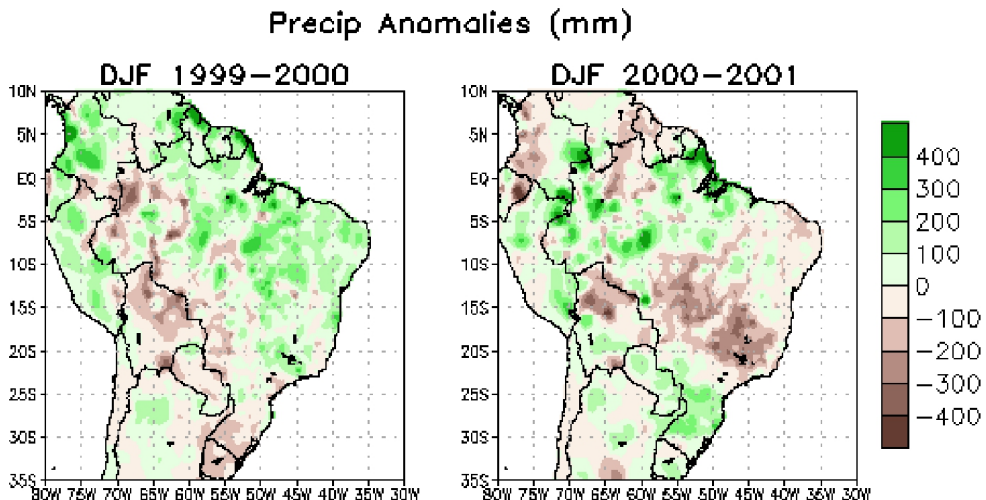 Precip Anomalies (mm)
DJF 1999-2000
DJF 2000-2001
10N
5N
EQ
5S
10S
15S
20S
25S
30S
35S
80W 75W 70W 65W 60W 55W 50W 45W 40W 35W 30W
10N
5N
EQ
5S
10S
15S
20S
25S
30S
35S
80W 75W 70W 65W 60W 55W 50W 45W 40W 35W 30W
400
300
200
100
0
-100
-200
-300
-400